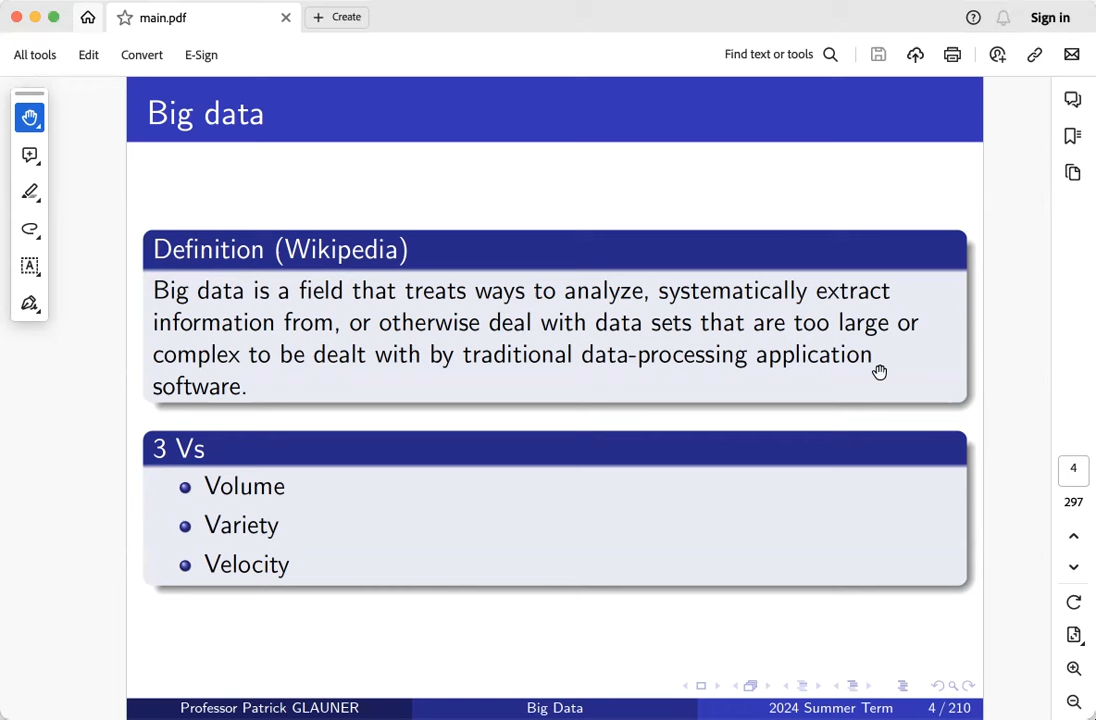 main.pdf
Create
Sign in
All tools
Edit
Convert
E-Sign
Find text or tools
Big data
Definition (Wikipedia)
Big data is a field that treats ways to analyze, systematically extract
information from, or otherwise deal with data sets that are too large or
complex to be dealt with by traditional data-processing application
software.
3 Vs
Volume
Variety
Velocity
4
297
Professor Patrick GLAUNER
Big Data
2024 Summer Term
4 / 210